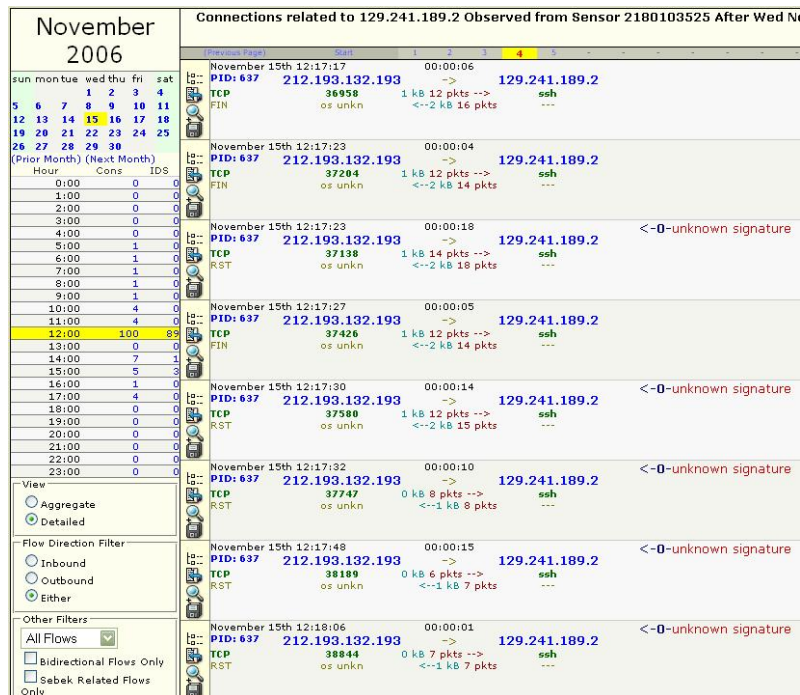 November
2006
sun mon tue wed thu fri sat
1 2 3 4
5 6 7 8 9 10 11
12 13 14 15 16 17 18
19 20 21 22 23 24 25
26 27 28 29 30
(Prior Month) (Next Month)
Hour Cons IDS
0:00 0 0
1:00 0 0
2:00 0 0
3:00 0 0
4:00 0 0
5:00 1 0
6:00 1 0
7:00 1 0
8:00 1 0
9:00 1 0
10:00 4 0
11:00 4 0
12:00 100 89
13:00 0 0
14:00 7 1
15:00 5 3
16:00 1 0
17:00 4 0
18:00 0 0
19:00 0 0
20:00 0 0
21:00 0 0
22:00 0 0
23:00 0 0
View
Aggregate
Detailed
Flow Direction Filter
Inbound
Outbound
Either
Other Filters
All Flows
Bidirectional Flows Only
Sebek Related Flows
Only
Connections related to 129.241.189.2 Observed from Sensor 2180103525 After Wed No
(Previous Page) Start 1 2 3 4 5 - - - - - -
November 15th 12:17:17 00:00:06
PID: 637 212.193.132.193 -> 129.241.189.2
TCP 36958 1 kB 12 pkts --> ssh
FIN os unkn <--2 kB 16 pkts ---
November 15th 12:17:23 00:00:04
PID: 637 212.193.132.193 -> 129.241.189.2
TCP 37204 1 kB 12 pkts --> ssh
FIN os unkn <--2 kB 14 pkts ---
November 15th 12:17:23 00:00:18
PID: 637 212.193.132.193 -> 129.241.189.2 <-0-unknown signature
TCP 37138 1 kB 14 pkts --> ssh
RST os unkn <--2 kB 18 pkts ---
November 15th 12:17:27 00:00:05
PID: 637 212.193.132.193 -> 129.241.189.2
TCP 37426 1 kB 12 pkts --> ssh
FIN os unkn <--2 kB 14 pkts ---
November 15th 12:17:30 00:00:14
PID: 637 212.193.132.193 -> 129.241.189.2 <-0-unknown signature
TCP 37580 1 kB 12 pkts --> ssh
RST os unkn <--2 kB 15 pkts ---
November 15th 12:17:32 00:00:10
PID: 637 212.193.132.193 -> 129.241.189.2 <-0-unknown signature
TCP 37747 0 kB 8 pkts --> ssh
RST os unkn <--1 kB 8 pkts ---
November 15th 12:17:48 00:00:15
PID: 637 212.193.132.193 -> 129.241.189.2 <-0-unknown signature
TCP 38189 0 kB 6 pkts --> ssh
RST os unkn <--1 kB 7 pkts ---
November 15th 12:18:06 00:00:01
PID: 637 212.193.132.193 -> 129.241.189.2 <-0-unknown signature
TCP 38844 0 kB 7 pkts --> ssh
RST os unkn <--1 kB 7 pkts ---